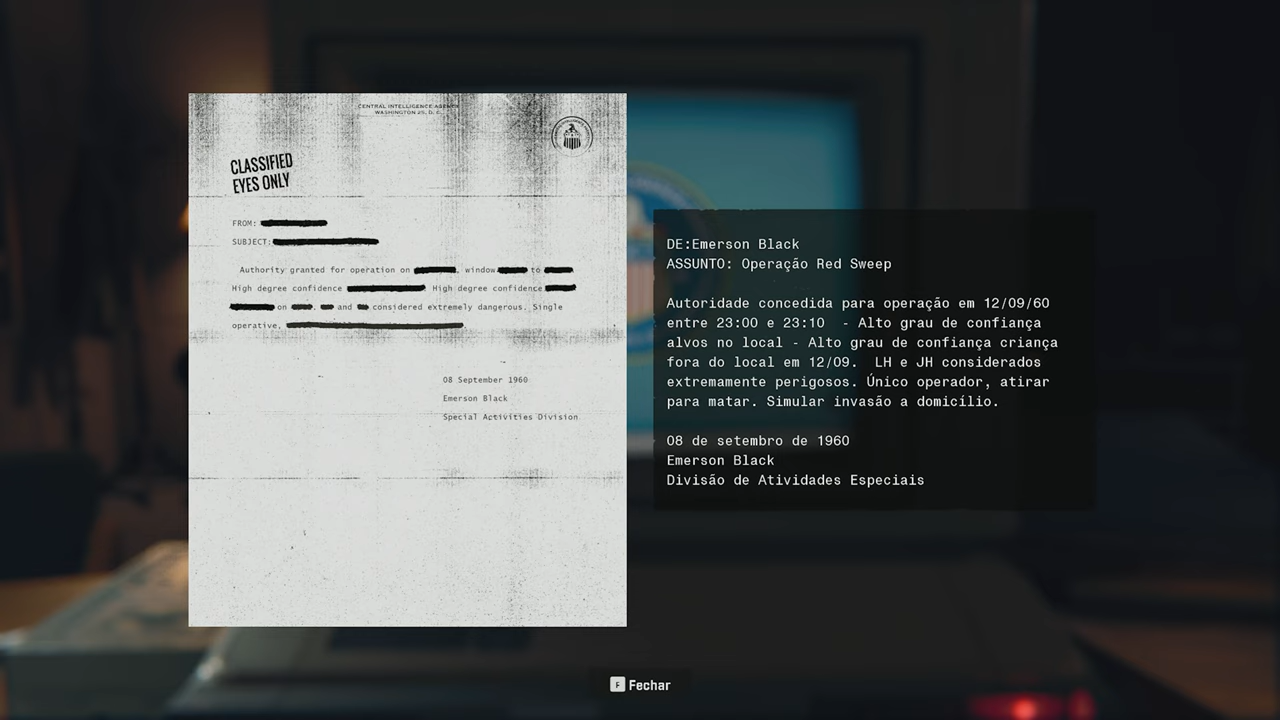 CENTRAL INTELLIGENCE AGENCY
WASHINGTON 25, D. C.
CLASSIFIED
EYES ONLY
FROM:
SUBJECT:
Authority granted for operation on , window to
High degree confidence . High degree confidence
on , and considered extremely dangerous. Single
operative,
08 September 1960
Emerson Black
Special Activities Division
DE:Emerson Black
ASSUNTO: Operação Red Sweep
Autoridade concedida para operação em 12/09/60
entre 23:00 e 23:10 - Alto grau de confiança
alvos no local - Alto grau de confiança criança
fora do local em 12/09. LH e JH considerados
extremamente perigosos. Único operador, atirar
para matar. Simular invasão a domicílio.
08 de setembro de 1960
Emerson Black
Divisão de Atividades Especiais
F Fechar